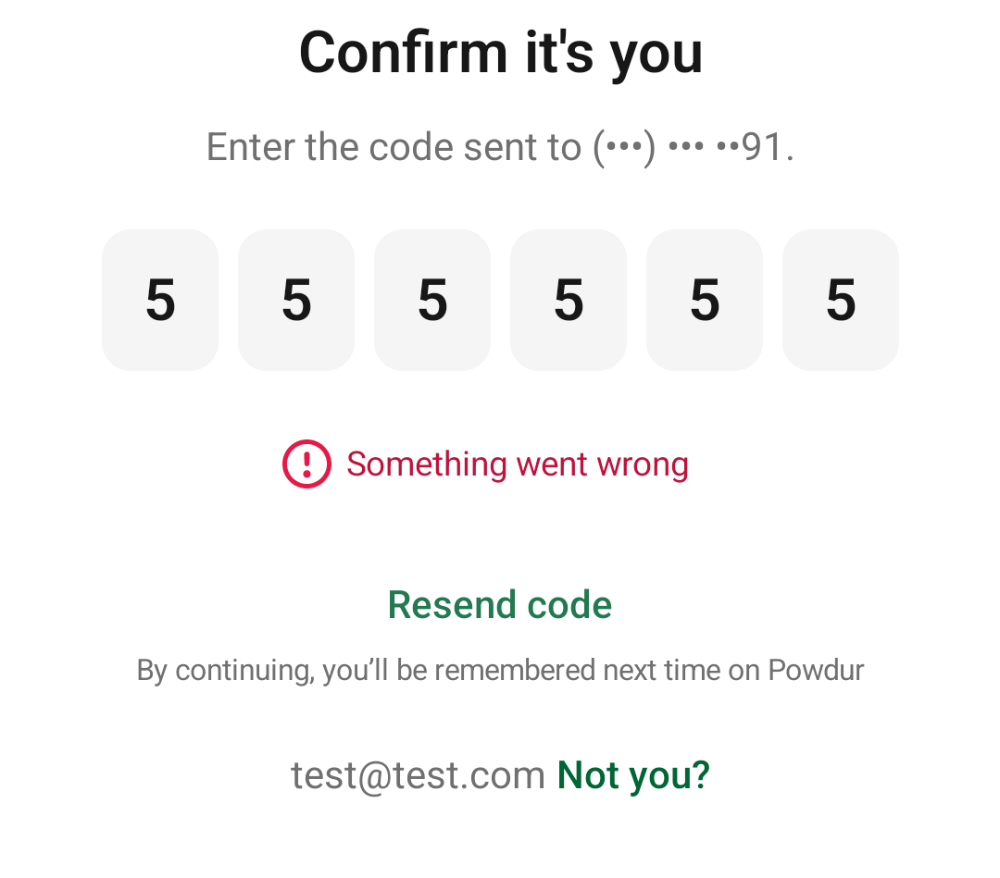 Confirm it's you
Enter the code sent to (•••) ••• ••91.
5 5 5 5 5 5
Something went wrong
Resend code
By continuing, you’ll be remembered next time on Powdur
test@test.com Not you?